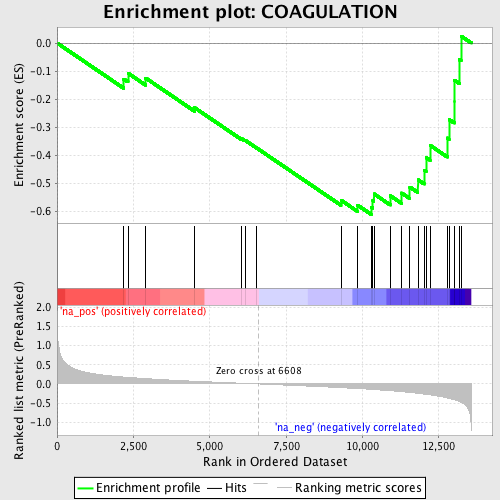 Enrichment plot: COAGULATION
Enrichment score (ES)
0.0
-0.1
-0.2
-0.3
-0.4
-0.5
-0.6
'na_pos' (positively correlated)
Ranked list metric (PreRanked)
2.0
1.5
1.0
0.5
0.0
-0.5
-1.0
Zero cross at 6608
'na_neg' (negatively correlated)
0 2,500 5,000 7,500 10,000 12,500
Rank in Ordered Dataset
Enrichment profile Hits Ranking metric scores